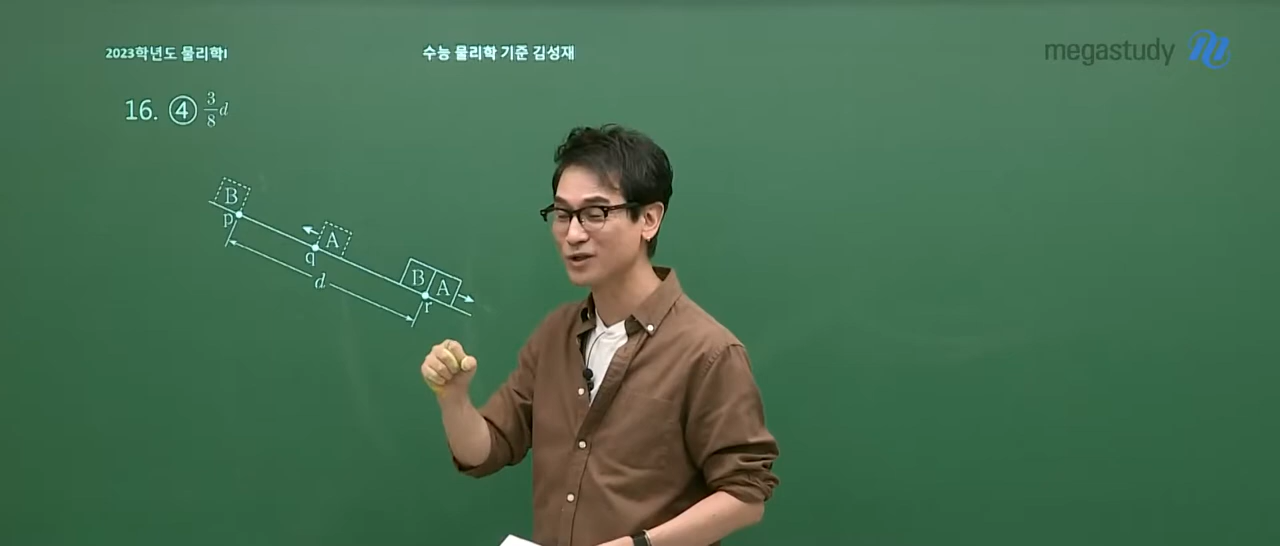 2023학년도 물리학I
수능 물리학 기준 김성재
megastudy
16. ④ 3/8 d
B
p
A
q
d
B A
r